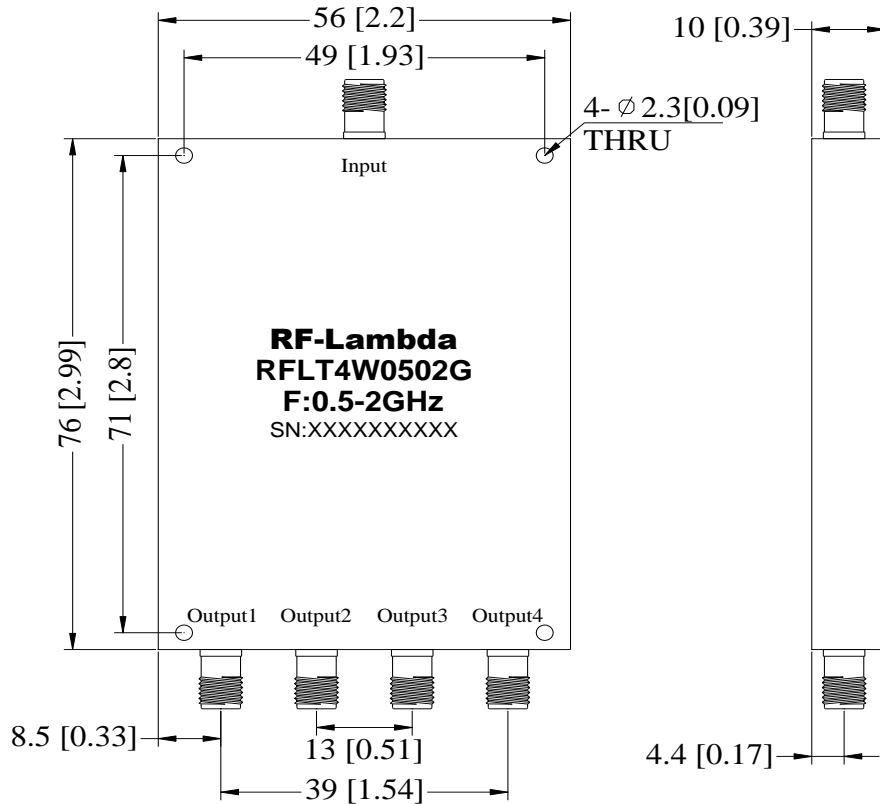 56 [2.2]
10 [0.39]
49 [1.93]
4- ∅ 2.3[0.09]
THRU
Input
76 [2.99]
71 [2.8]
RF-Lambda
RFLT4W0502G
F:0.5-2GHz
SN:XXXXXXXXXX
Output1 Output2 Output3 Output4
8.5 [0.33]
13 [0.51]
4.4 [0.17]
39 [1.54]